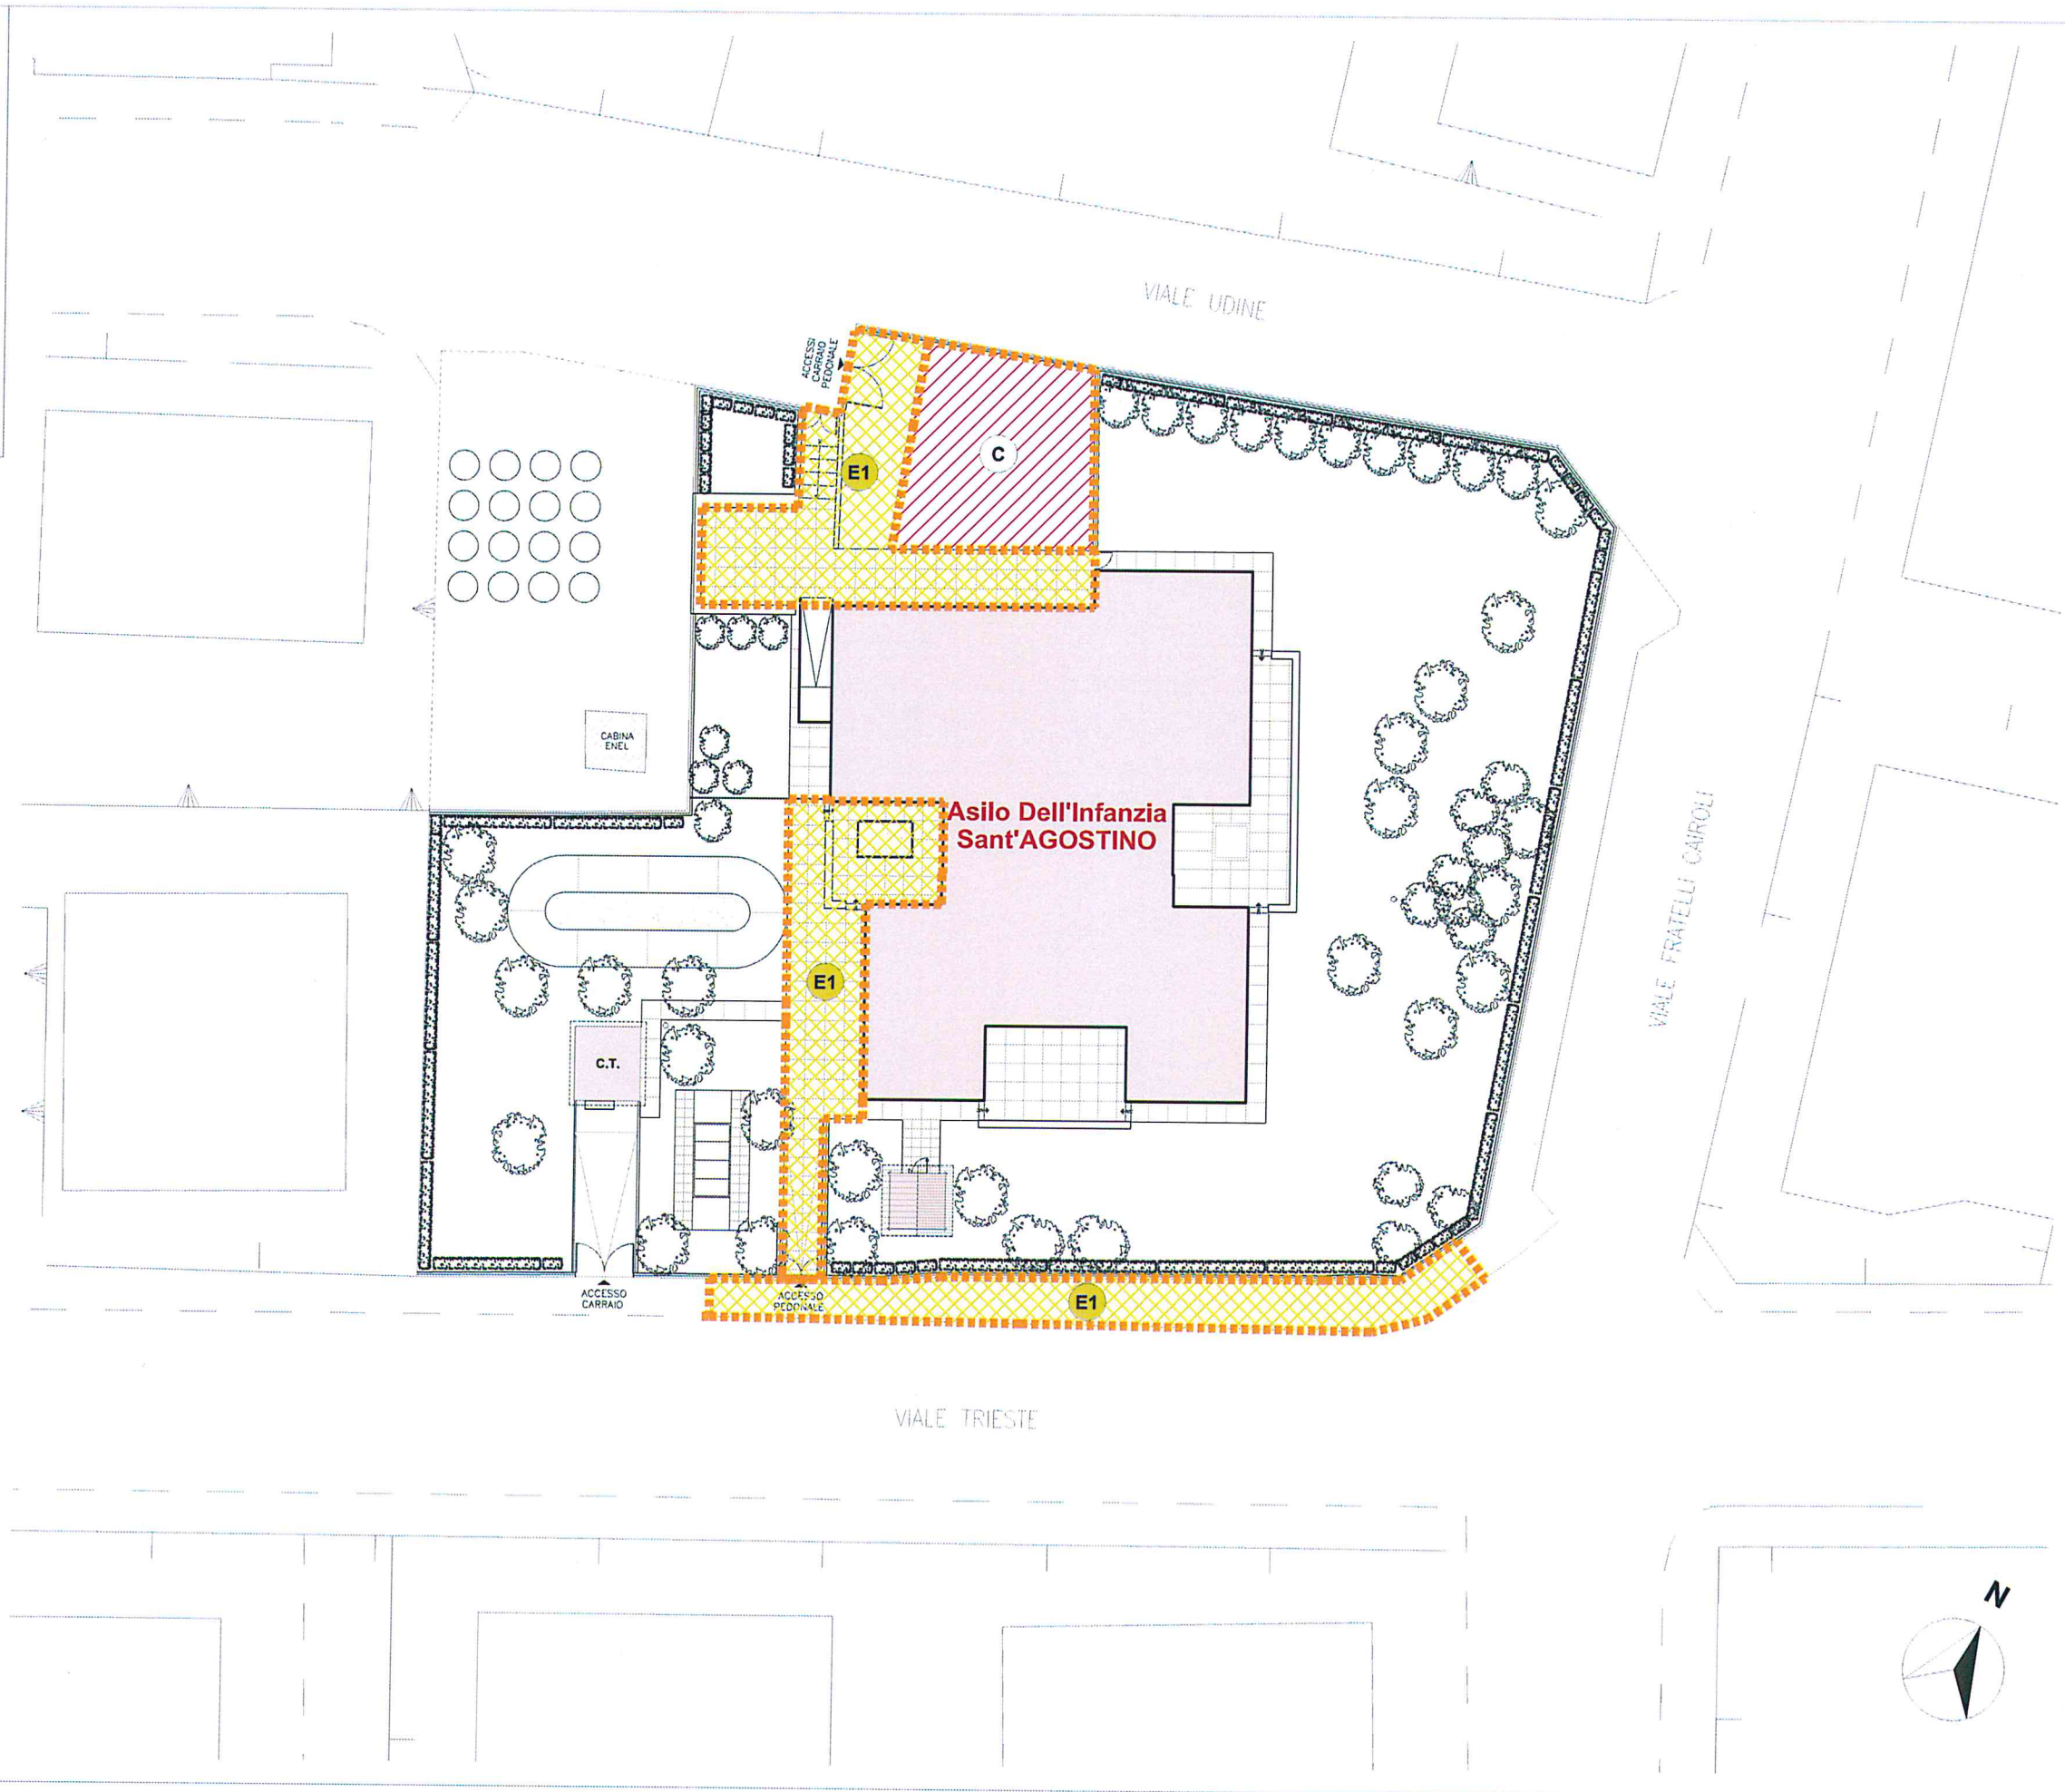 VIALE UDINE
ACCESSI
CARRAIO
PEDONALE
C
E1
CABINA
ENEL
Asilo Dell'Infanzia
Sant'AGOSTINO
VIALE FRATELLI CAIROLI
E1
C.T.
ACCESSO
CARRAIO
ACCESSO
PEDONALE
E1
VIALE TRIESTE
N